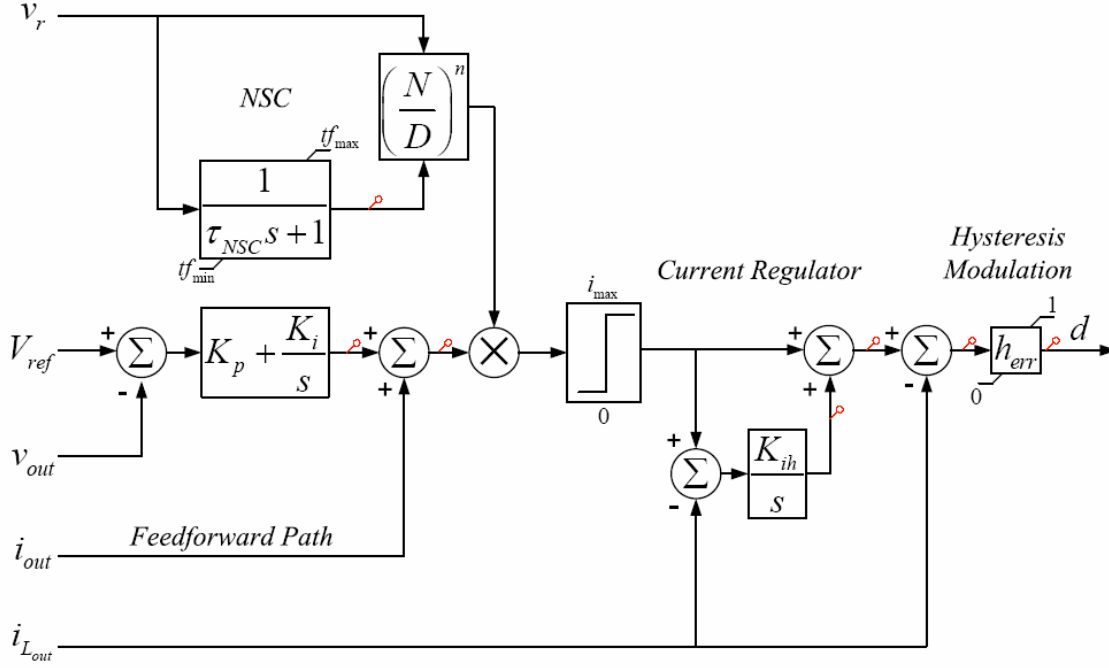 v_r
NSC
(N/D)^n
tf_max
1
τ_NSC s + 1
tf_min
Hysteresis
Modulation
Current Regulator
i_max
1
d
V_ref
+
Σ
-
K_p + K_i/s
+
Σ
+
×
0
+
Σ
+
+
Σ
-
h_err
0
v_out
+
Σ
-
K_ih/s
i_out
Feedforward Path
i_Lout